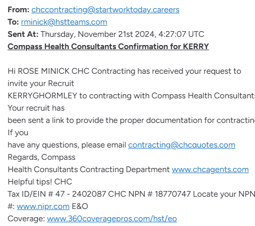 From: chccontracting@startworktoday.careers
To: rminick@hstteams.com
Sent At: Thursday, November 21st 2024, 4:27:07 UTC
Compass Health Consultants Confirmation for KERRY
Hi ROSE MINICK CHC Contracting has received your request to
invite your Recruit
KERRYGHORMLEY to contracting with Compass Health Consultants
Your recruit has
been sent a link to provide the proper documentation for contracting
If you
have any questions, please email contracting@chcquotes.com
Regards, Compass
Health Consultants Contracting Department www.chcagents.com
Helpful tips! CHC
Tax ID/EIN # 47 - 2402087 CHC NPN # 18770747 Locate your NPN
#: www.nipr.com E&O
Coverage: www.360coveragepros.com/hst/eo